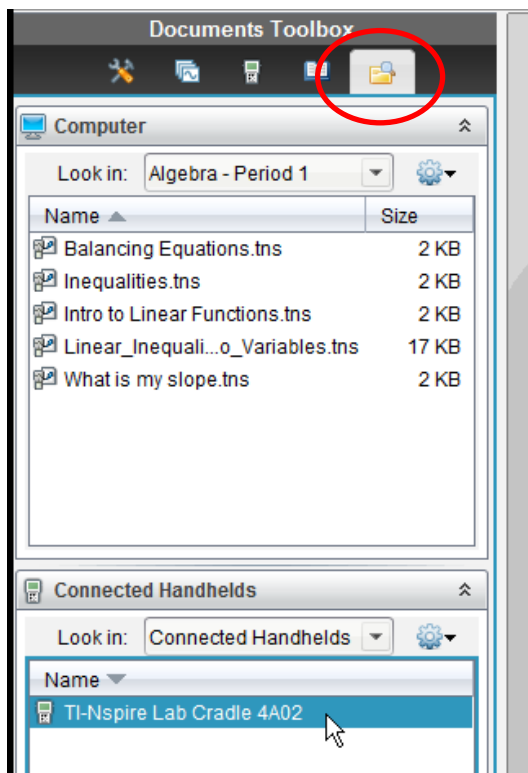 Documents Toolbox
Computer
Look in: Algebra - Period 1
Name Size
Balancing Equations.tns 2 KB
Inequalities.tns 2 KB
Intro to Linear Functions.tns 2 KB
Linear_Inequali...o_Variables.tns 17 KB
What is my slope.tns 2 KB
Connected Handhelds
Look in: Connected Handhelds
Name
TI-Nspire Lab Cradle 4A02